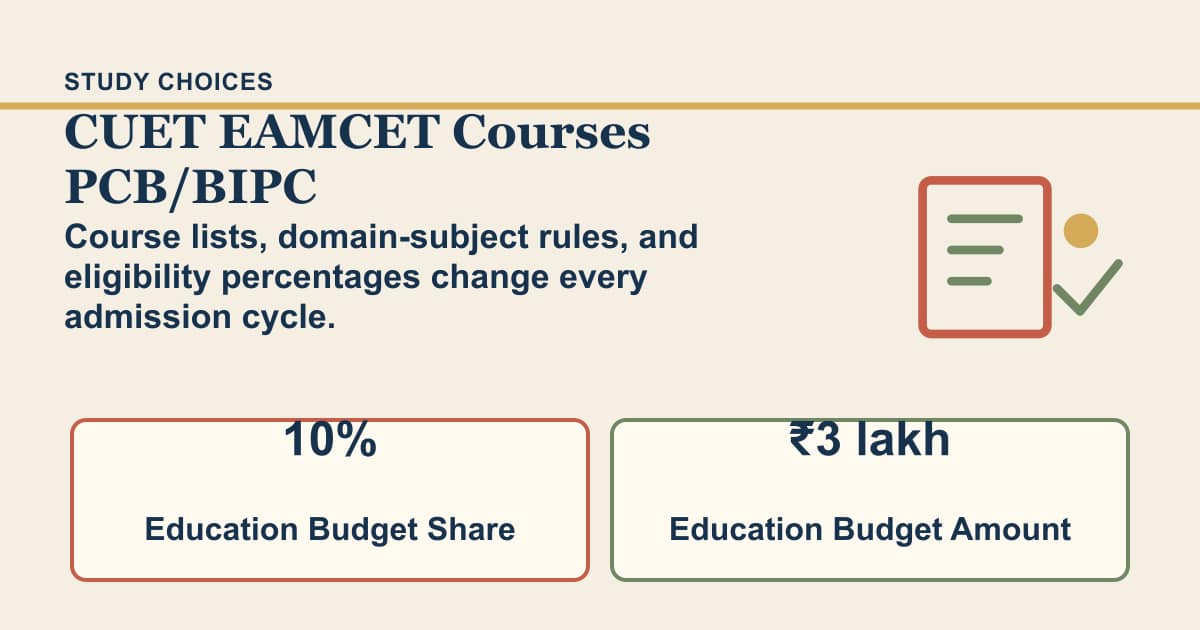 STUDY CHOICES
CUET EAMCET Courses
PCB/BIPC
Course lists, domain-subject rules, and
eligibility percentages change every
admission cycle.
10%
Education Budget Share
₹3 lakh
Education Budget Amount